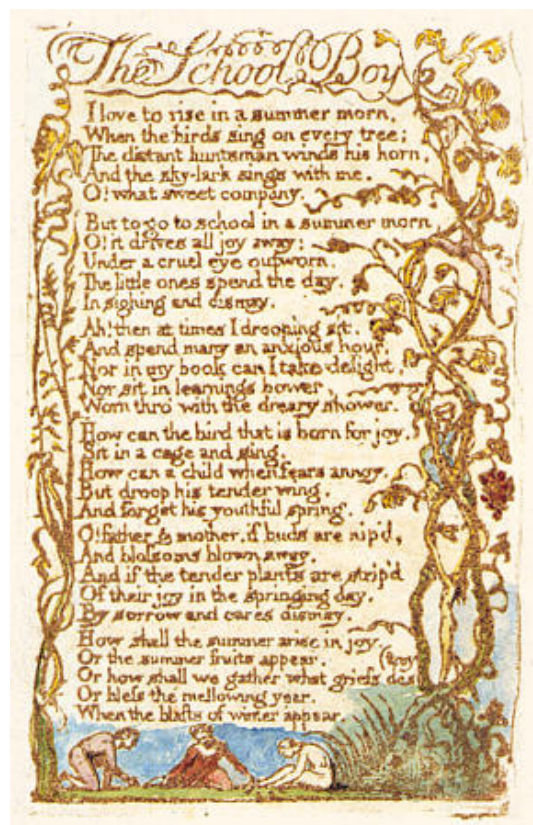 The School Boy
I love to rise in a summer morn,
When the birds sing on every tree;
The distant huntsman winds his horn,
And the sky-lark sings with me.
O! what sweet company.
But to go to school in a summer morn
O! it drives all joy away;
Under a cruel eye outworn.
The little ones spend the day.
In sighing and dismay.
Ah! then at times I drooping sit.
And spend many an anxious hour.
Nor in my book can I take delight,
Nor sit in learnings bower,
Worn thro' with the dreary shower.
How can the bird that is born for joy,
Sit in a cage and sing.
How can a child when fears annoy,
But droop his tender wing,
And forget his youthful spring.
O! father & mother, if buds are nip'd,
And blossoms blown away,
And if the tender plants are strip'd
Of their joy in the springing day,
By sorrow and cares dismay,
How shall the summer arise in joy.
Or the summer fruits appear.
Or how shall we gather what griefs des
(troy
Or bless the mellowing year.
When the blasts of winter appear.